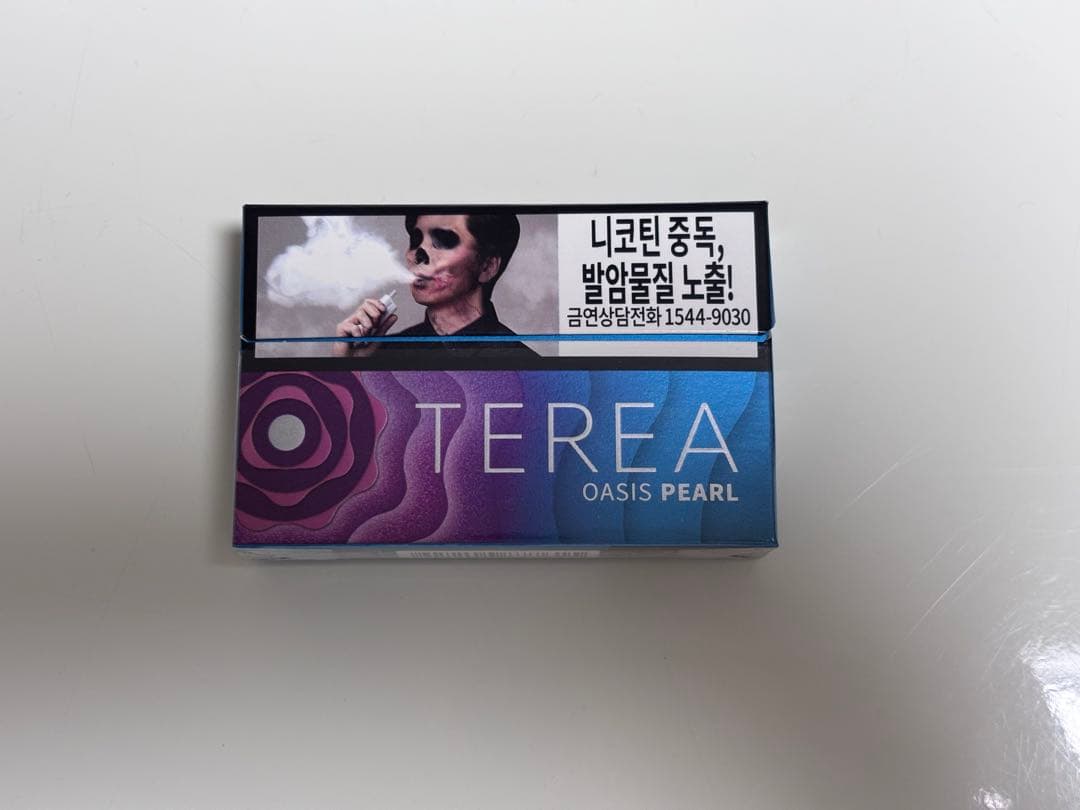 니코틴 중독,
발암물질 노출!
금연상담전화 1544-9030
TEREA
OASIS PEARL